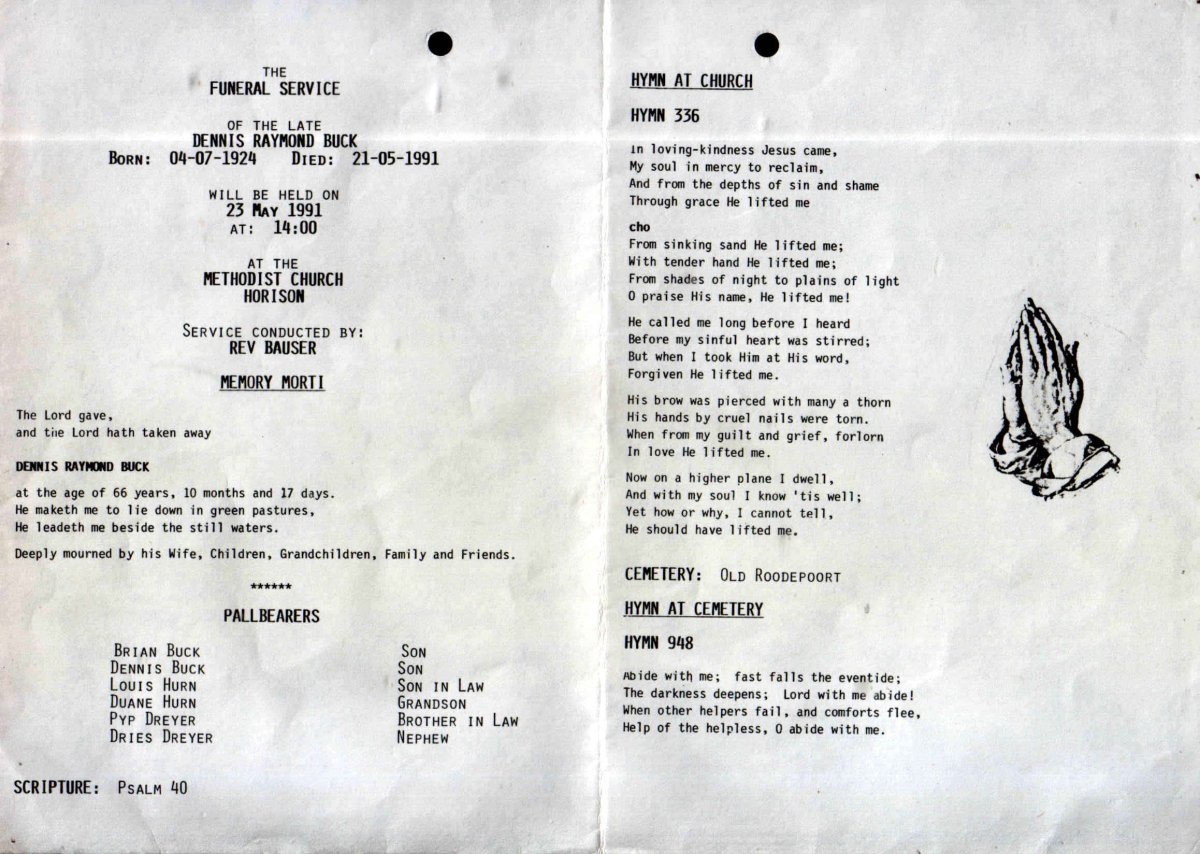 THE
FUNERAL SERVICE
OF THE LATE
DENNIS RAYMOND BUCK
BORN: 04-07-1924 DIED: 21-05-1991
WILL BE HELD ON
23 MAY 1991
AT: 14:00
AT THE
METHODIST CHURCH
HORISON
SERVICE CONDUCTED BY:
REV BAUSER
MEMORY MORTI
The Lord gave,
and the Lord hath taken away
DENNIS RAYMOND BUCK
at the age of 66 years, 10 months and 17 days.
He maketh me to lie down in green pastures,
He leadeth me beside the still waters.
Deeply mourned by his Wife, Children, Grandchildren, Family and Friends.
******
PALLBEARERS
BRIAN BUCK SON
DENNIS BUCK SON
LOUIS HURN SON IN LAW
DUANE HURN GRANDSON
PYP DREYER BROTHER IN LAW
DRIES DREYER NEPHEW
SCRIPTURE: PSALM 40
HYMN AT CHURCH
HYMN 336
In loving-kindness Jesus came,
My soul in mercy to reclaim,
And from the depths of sin and shame
Through grace He lifted me
cho
From sinking sand He lifted me;
With tender hand He lifted me;
From shades of night to plains of light
O praise His name, He lifted me!
He called me long before I heard
Before my sinful heart was stirred;
But when I took Him at His word,
Forgiven He lifted me.
His brow was pierced with many a thorn
His hands by cruel nails were torn.
When from my guilt and grief, forlorn
In love He lifted me.
Now on a higher plane I dwell,
And with my soul I know 'tis well;
Yet how or why, I cannot tell,
He should have lifted me.
CEMETERY: OLD ROODEPOORT
HYMN AT CEMETERY
HYMN 948
Abide with me; fast falls the eventide;
The darkness deepens; Lord with me abide!
When other helpers fail, and comforts flee,
Help of the helpless, O abide with me.